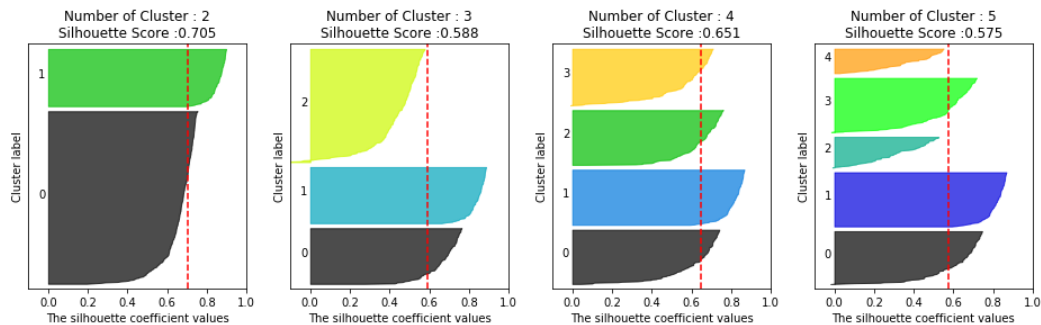 Number of Cluster : 2
Silhouette Score :0.705
Cluster label
1
0
0.0 0.2 0.4 0.6 0.8 1.0
The silhouette coefficient values
Number of Cluster : 3
Silhouette Score :0.588
Cluster label
2
1
0
0.0 0.2 0.4 0.6 0.8 1.0
The silhouette coefficient values
Number of Cluster : 4
Silhouette Score :0.651
Cluster label
3
2
1
0
0.0 0.2 0.4 0.6 0.8 1.0
The silhouette coefficient values
Number of Cluster : 5
Silhouette Score :0.575
Cluster label
4
3
2
1
0
0.0 0.2 0.4 0.6 0.8 1.0
The silhouette coefficient values